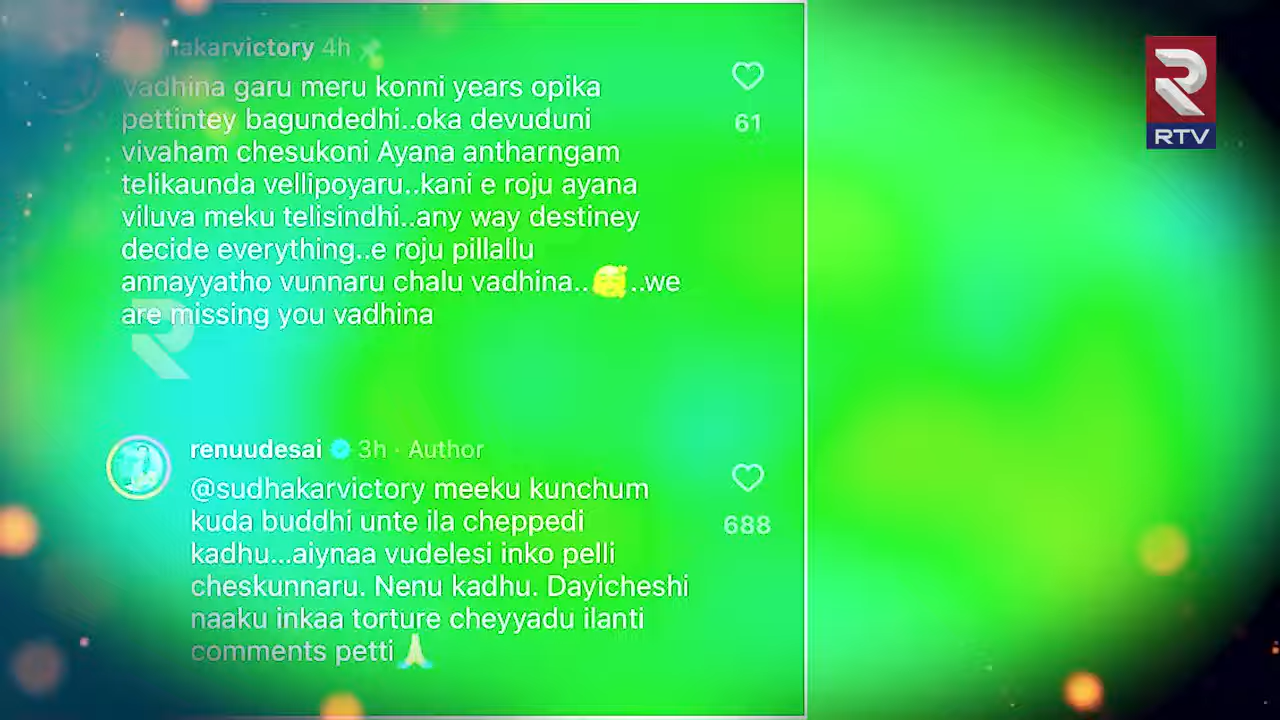 akarvictory 4h
Vadhina garu meru konni years opika
pettintey bagundedhi..oka devuduni
vivaham chesukoni Ayana antharngam
telikaunda vellipoyaru..kani e roju ayana
viluva meku telisindhi..any way destiney
decide everything..e roju pillallu
annayyatho vunnaru chalu vadhina..🥰..we
are missing you vadhina
61
renuudesai 3h · Author
@sudhakarvictory meeku kunchum
kuda buddhi unte ila cheppedi
kadhu...aiynaa vudelesi inko pelli
cheskunnaru. Nenu kadhu. Dayicheshi
naaku inkaa torture cheyyadu ilanti
comments petti🙏
688
RTV